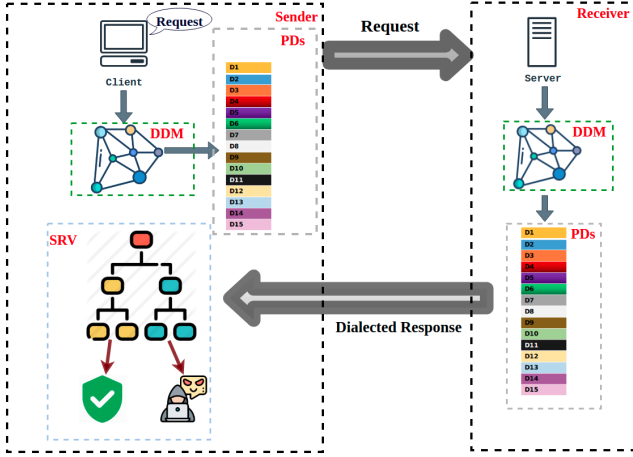 Request
Sender
PDs
Client
DDM
D1
D2
D3
D4
D5
D6
D7
D8
D9
D10
D11
D12
D13
D14
D15
SRV
Request
Dialected Response
Receiver
Server
DDM
PDs
D1
D2
D3
D4
D5
D6
D7
D8
D9
D10
D11
D12
D13
D14
D15